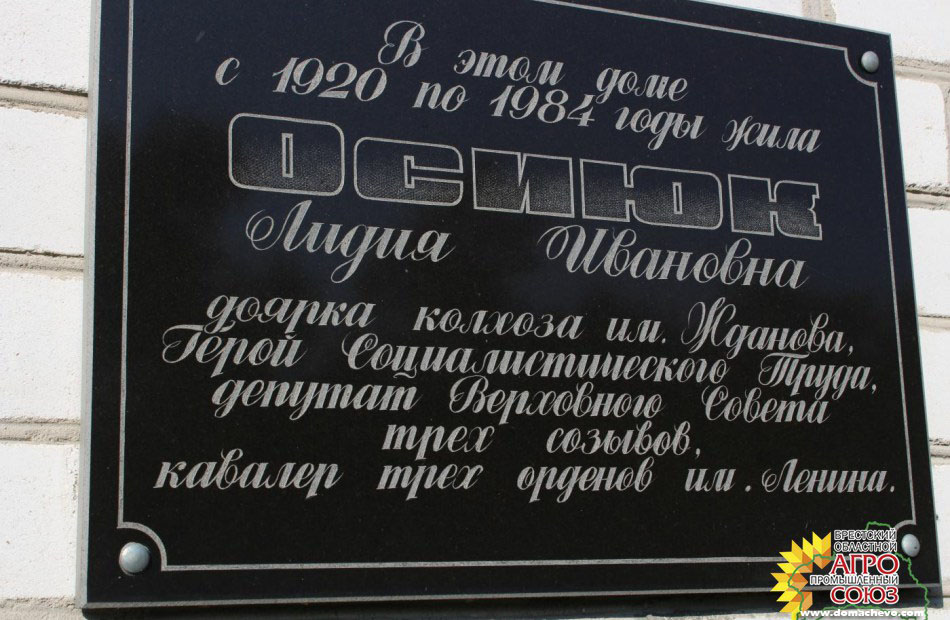 В этом доме
с 1920 по 1984 годы жила
ОСИЮК
Лидия Ивановна
доярка колхоза им. Жданова,
Герой Социалистического Труда,
депутат Верховного Совета
трех созывов,
кавалер трех орденов им. Ленина.
БРЕСТСКИЙ
ОБЛАСТНОЙ
АГРО
ПРОМЫШЛЕННЫЙ
СОЮЗ
www.domachevo.com